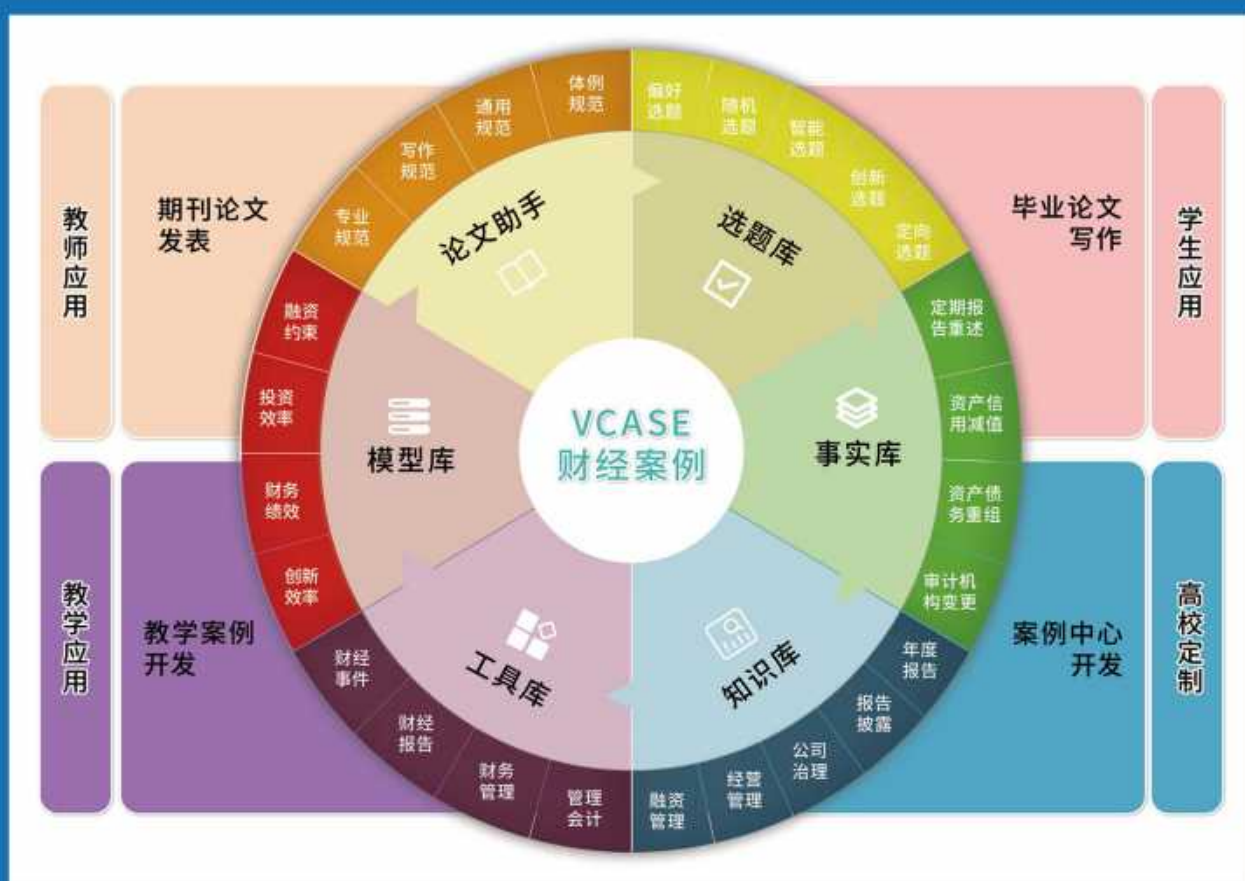 体例
规范
通用
规范
写作
规范
专业
规范
偏好
选题
随机
选题
智能
选题
创新
选题
定向
选题
教师应用
期刊论文
发表
论文助手
选题库
毕业论文
写作
学生应用
融资
约束
投资
效率
财务
绩效
创新
效率
模型库
VCASE
财经案例
事实库
定期报
告重述
资产信
用减值
资产债
务重组
审计机
构变更
教学应用
教学案例
开发
工具库
知识库
案例中心
开发
高校定制
财经
事件
财经
报告
财务
管理
管理
会计
融资
管理
经营
管理
公司
治理
报告
披露
年度
报告